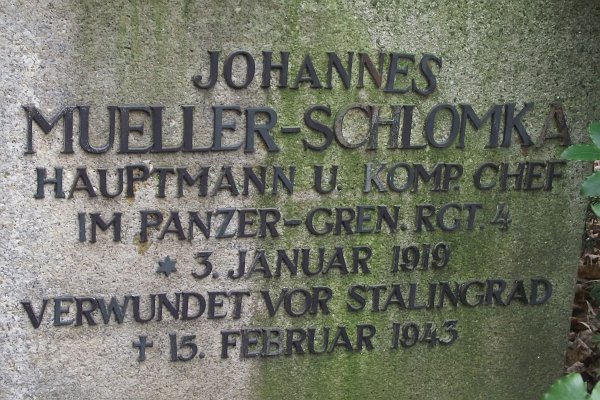 JOHANNES
MUELLER-SCHLOMKA
HAUPTMANN U. KOMP. CHEF
IM PANZER-GREN. RGT. 4
* 3. JANUAR 1919
VERWUNDET VOR STALINGRAD
† 15. FEBRUAR 1943